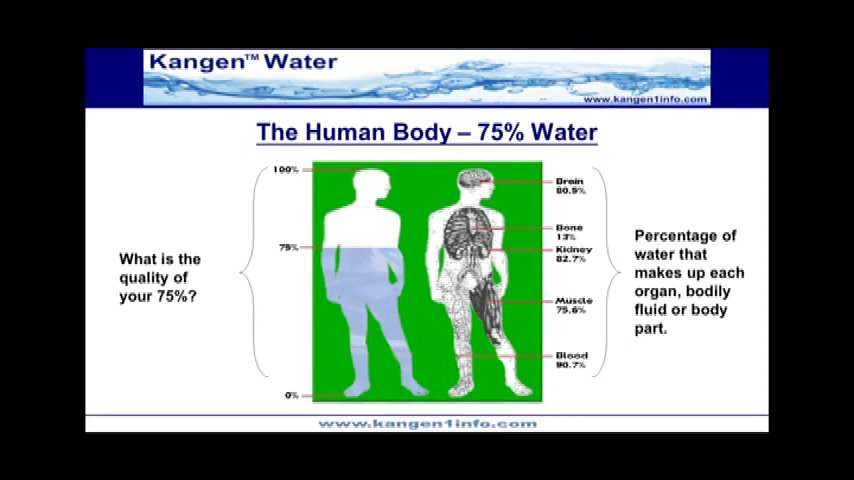 Kangen™ Water
www.kangen1info.com
The Human Body – 75% Water
100%
75%
0%
What is the
quality of
your 75%?
Brain
80.5%
Bone
13%
Kidney
82.7%
Muscle
75.6%
Blood
90.7%
Percentage of
water that
makes up each
organ, bodily
fluid or body
part.
www.kangen1info.com